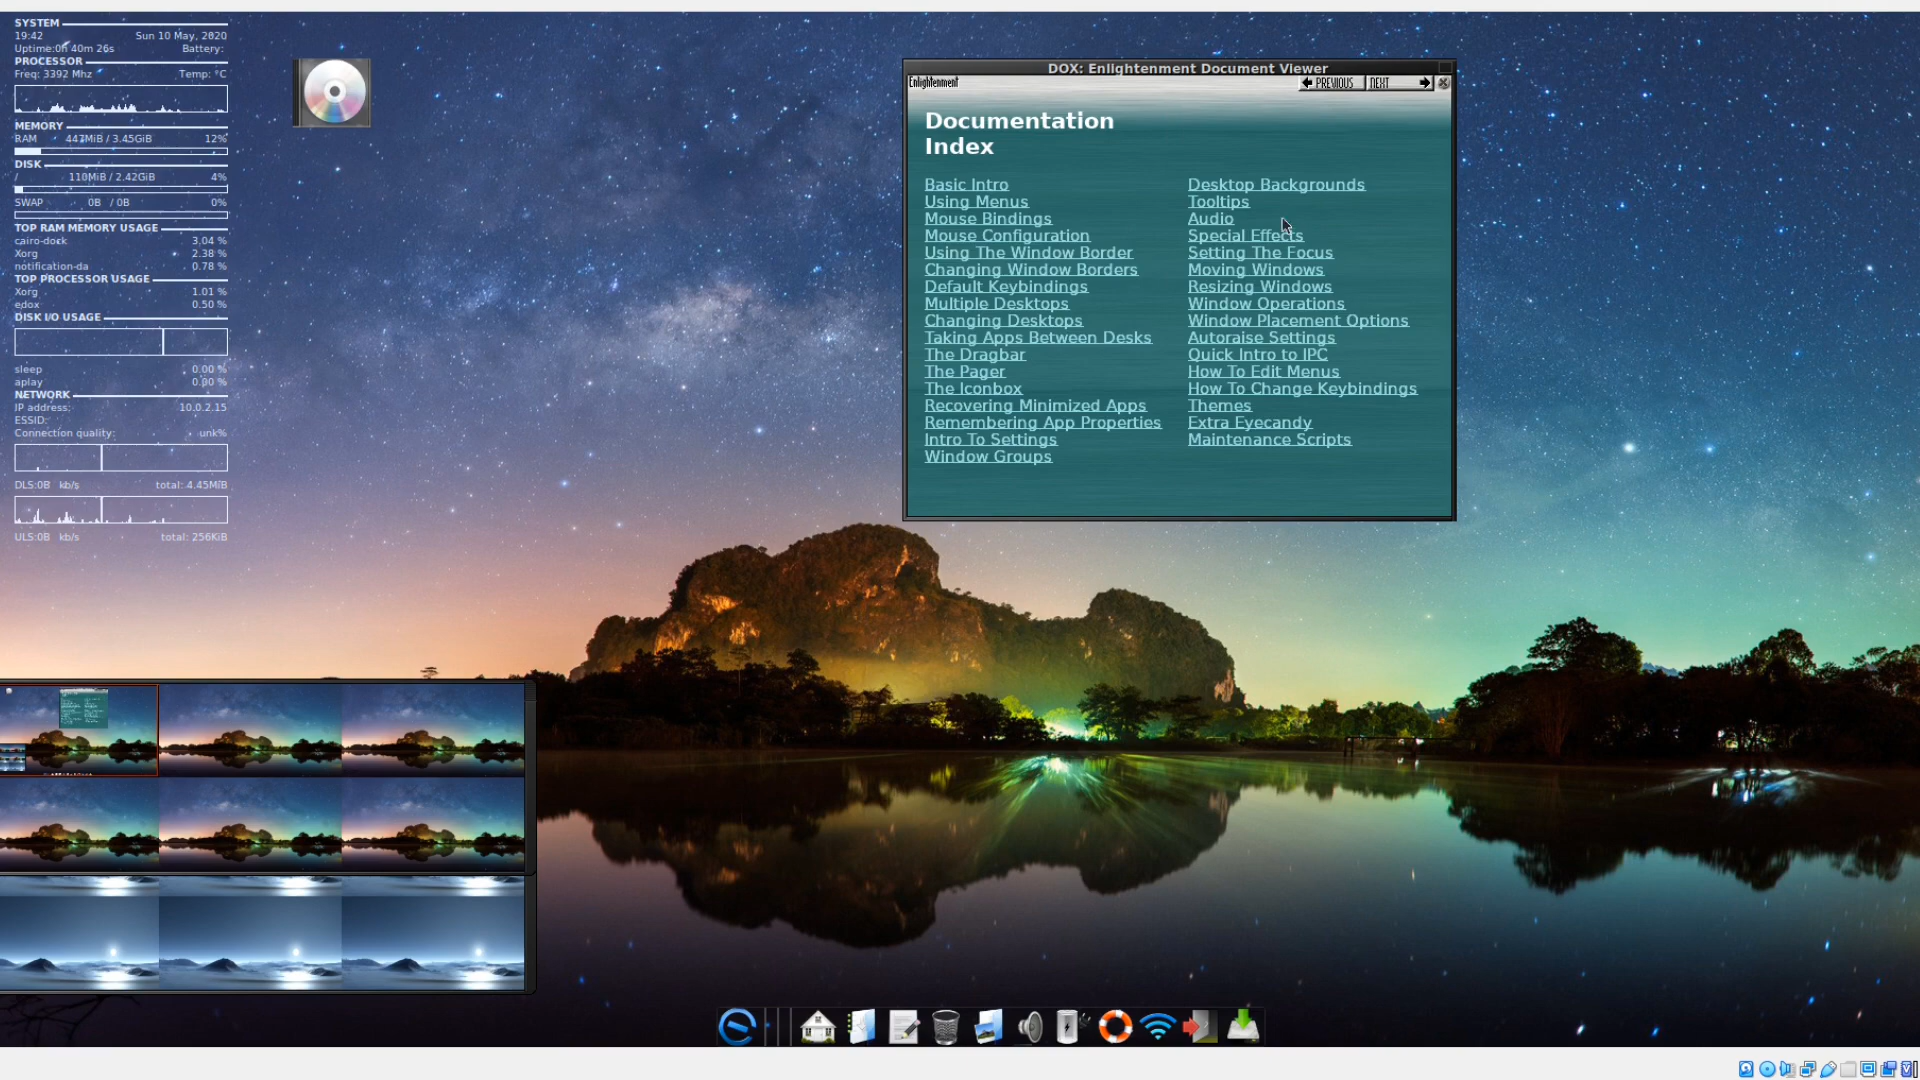 SYSTEM
19:42 Sun 10 May, 2020
Uptime:0h 40m 26s Battery:
PROCESSOR
Freq: 3392 Mhz Temp: °C
MEMORY
RAM 447MiB / 3.45GiB 12%
DISK
/ 110MiB / 2.42GiB 4%
SWAP 0B / 0B 0%
TOP RAM MEMORY USAGE
cairo-dock 3.04 %
Xorg 2.38 %
notification-da 0.78 %
TOP PROCESSOR USAGE
Xorg 1.01 %
edox 0.50 %
DISK I/O USAGE
sleep 0.00 %
aplay 0.00 %
NETWORK
IP address: 10.0.2.15
ESSID:
Connection quality: unk%
DLS:0B kb/s total: 4.45MiB
ULS:0B kb/s total: 256KiB
DOX: Enlightenment Document Viewer
Enlightenment PREVIOUS NEXT
Documentation
Index
Basic Intro
Using Menus
Mouse Bindings
Mouse Configuration
Using The Window Border
Changing Window Borders
Default Keybindings
Multiple Desktops
Changing Desktops
Taking Apps Between Desks
The Dragbar
The Pager
The Iconbox
Recovering Minimized Apps
Remembering App Properties
Intro To Settings
Window Groups
Desktop Backgrounds
Tooltips
Audio
Special Effects
Setting The Focus
Moving Windows
Resizing Windows
Window Operations
Window Placement Options
Autoraise Settings
Quick Intro to IPC
How To Edit Menus
How To Change Keybindings
Themes
Extra Eyecandy
Maintenance Scripts